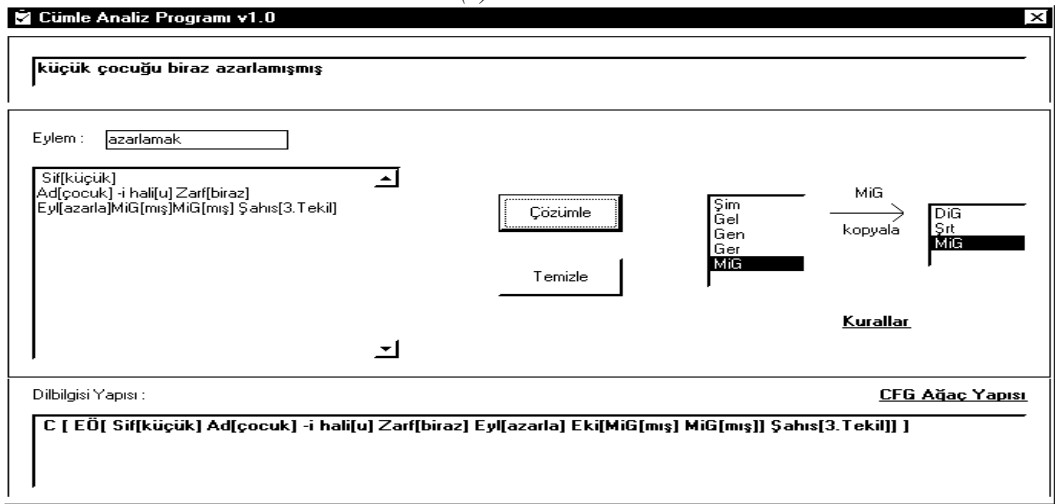 Cümle Analiz Programı v1.0
küçük çocuğu biraz azarlamışmış
Eylem : azarlamak
Sif[küçük]
Ad[çocuk] -i hali[u] Zarf[biraz]
Eyl[azarla]MiG[mış]MiG[mış] Şahıs[3.Tekil]
Çözümle
Temizle
Şim
Gel
Gen
Ger
MiG
MiG
kopyala
DiG
Şrt
MiG
Kurallar
Dilbilgisi Yapısı :
CFG Ağaç Yapısı
C [ EÖ[ Sif[küçük] Ad[çocuk] -i hali[u] Zarf[biraz] Eyl[azarla] Eki[MiG[mış] MiG[mış]] Şahıs[3.Tekil]] ]